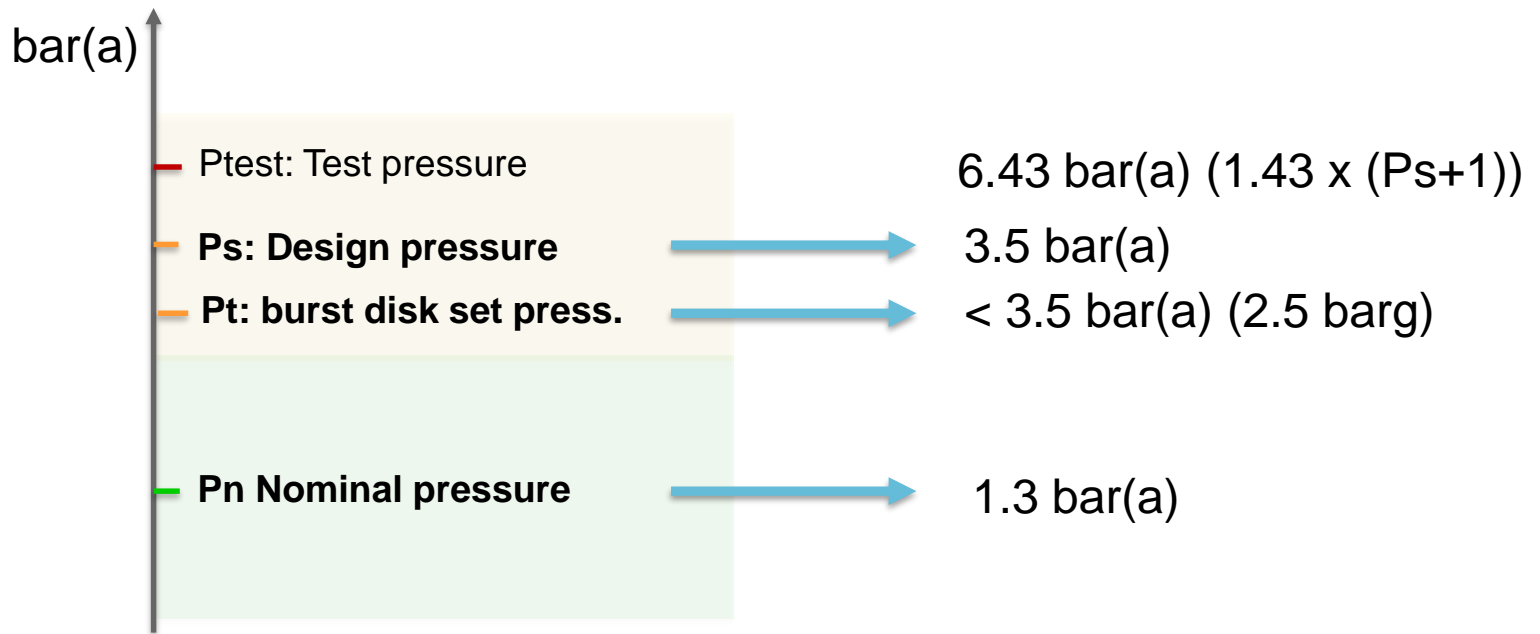 bar(a)
Ptest: Test pressure
6.43 bar(a) (1.43 x (Ps+1))
Ps: Design pressure
3.5 bar(a)
Pt: burst disk set press.
< 3.5 bar(a) (2.5 barg)
Pn Nominal pressure
1.3 bar(a)